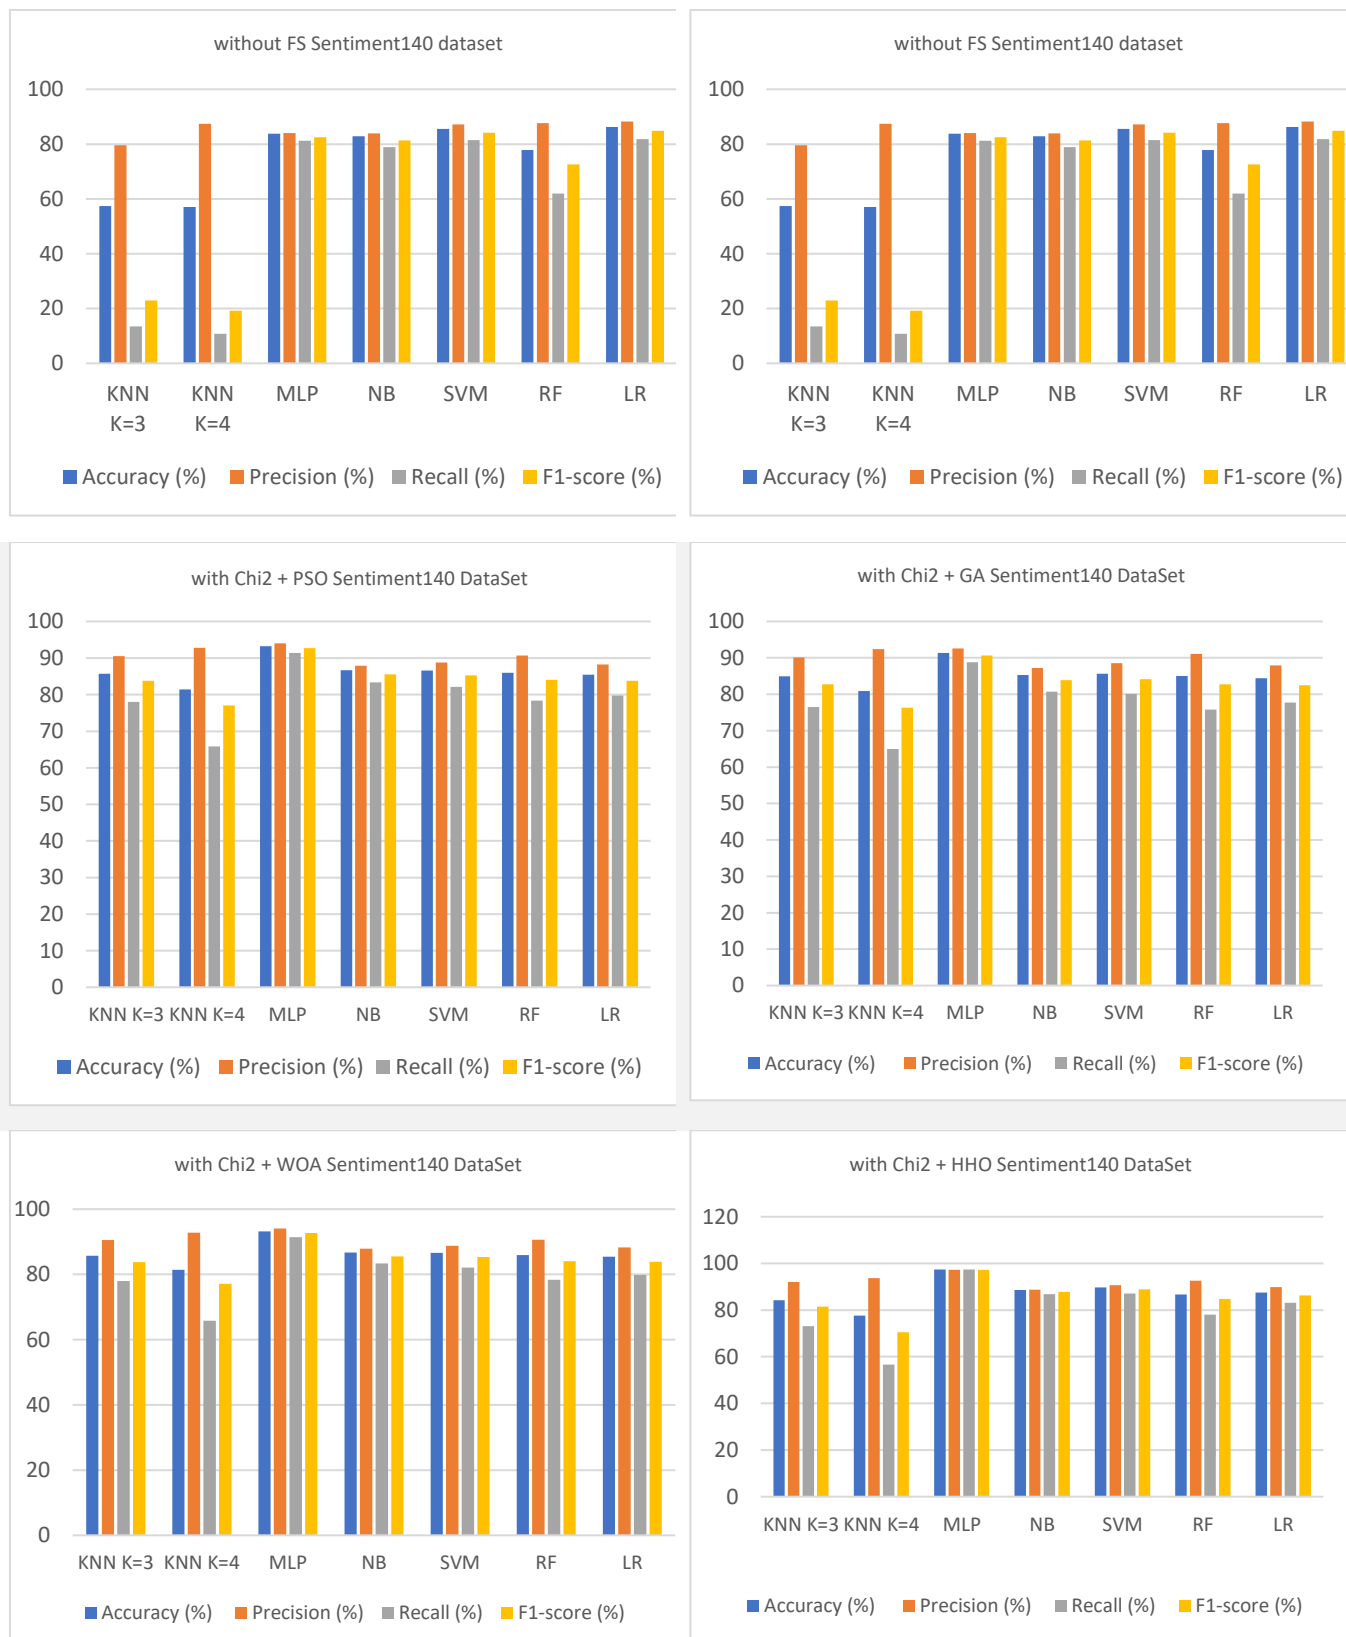 without FS Sentiment140 dataset
100
80
60
40
20
0
KNN K=3
KNN K=4
MLP
NB
SVM
RF
LR
Accuracy (%) Precision (%) Recall (%) F1-score (%)
without FS Sentiment140 dataset
100
80
60
40
20
0
KNN K=3
KNN K=4
MLP
NB
SVM
RF
LR
Accuracy (%) Precision (%) Recall (%) F1-score (%)
with Chi2 + PSO Sentiment140 DataSet
100
90
80
70
60
50
40
30
20
10
0
KNN K=3 KNN K=4 MLP NB SVM RF LR
Accuracy (%) Precision (%) Recall (%) F1-score (%)
with Chi2 + GA Sentiment140 DataSet
100
90
80
70
60
50
40
30
20
10
0
KNN K=3 KNN K=4 MLP NB SVM RF LR
Accuracy (%) Precision (%) Recall (%) F1-score (%)
with Chi2 + WOA Sentiment140 DataSet
100
80
60
40
20
0
KNN K=3 KNN K=4 MLP NB SVM RF LR
Accuracy (%) Precision (%) Recall (%) F1-score (%)
with Chi2 + HHO Sentiment140 DataSet
120
100
80
60
40
20
0
KNN K=3 KNN K=4 MLP NB SVM RF LR
Accuracy (%) Precision (%) Recall (%) F1-score (%)